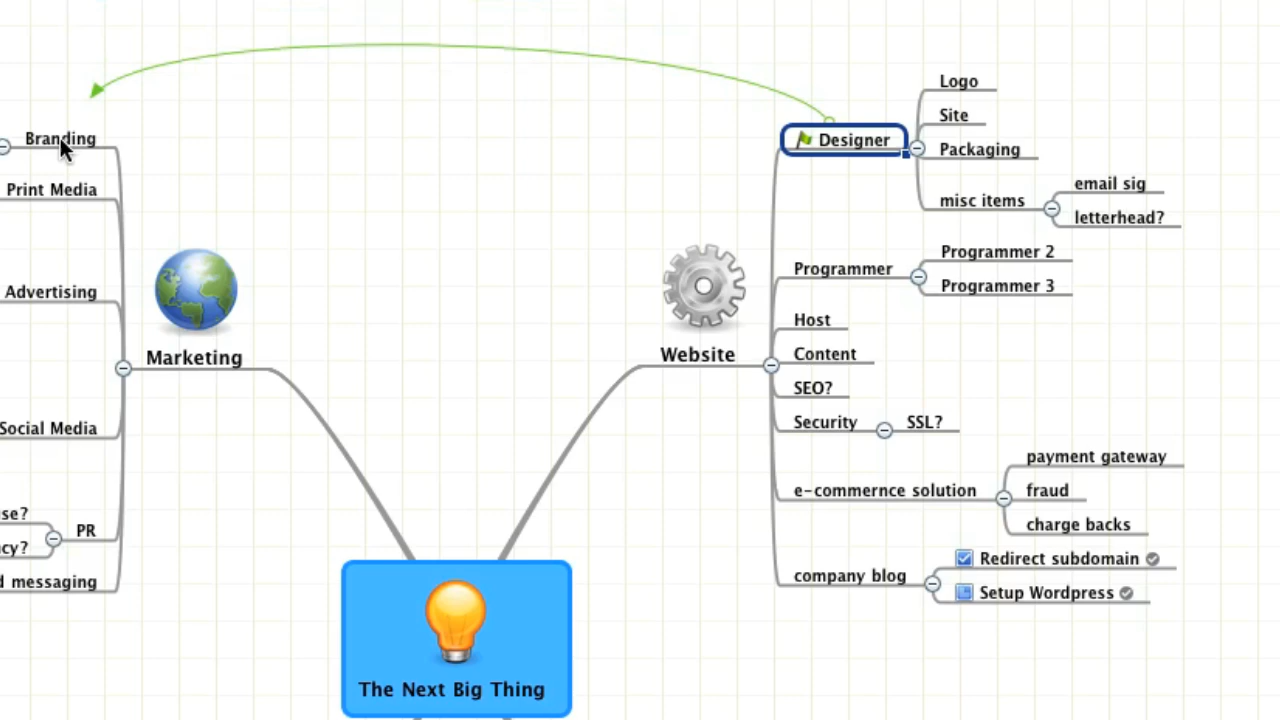 Branding
Print Media
Advertising
Marketing
Social Media
se?
PR
cy?
d messaging
Designer
Logo
Site
Packaging
misc items
email sig
letterhead?
Programmer
Programmer 2
Programmer 3
Website
Host
Content
SEO?
Security
SSL?
e-commernce solution
payment gateway
fraud
charge backs
company blog
Redirect subdomain
Setup Wordpress
The Next Big Thing